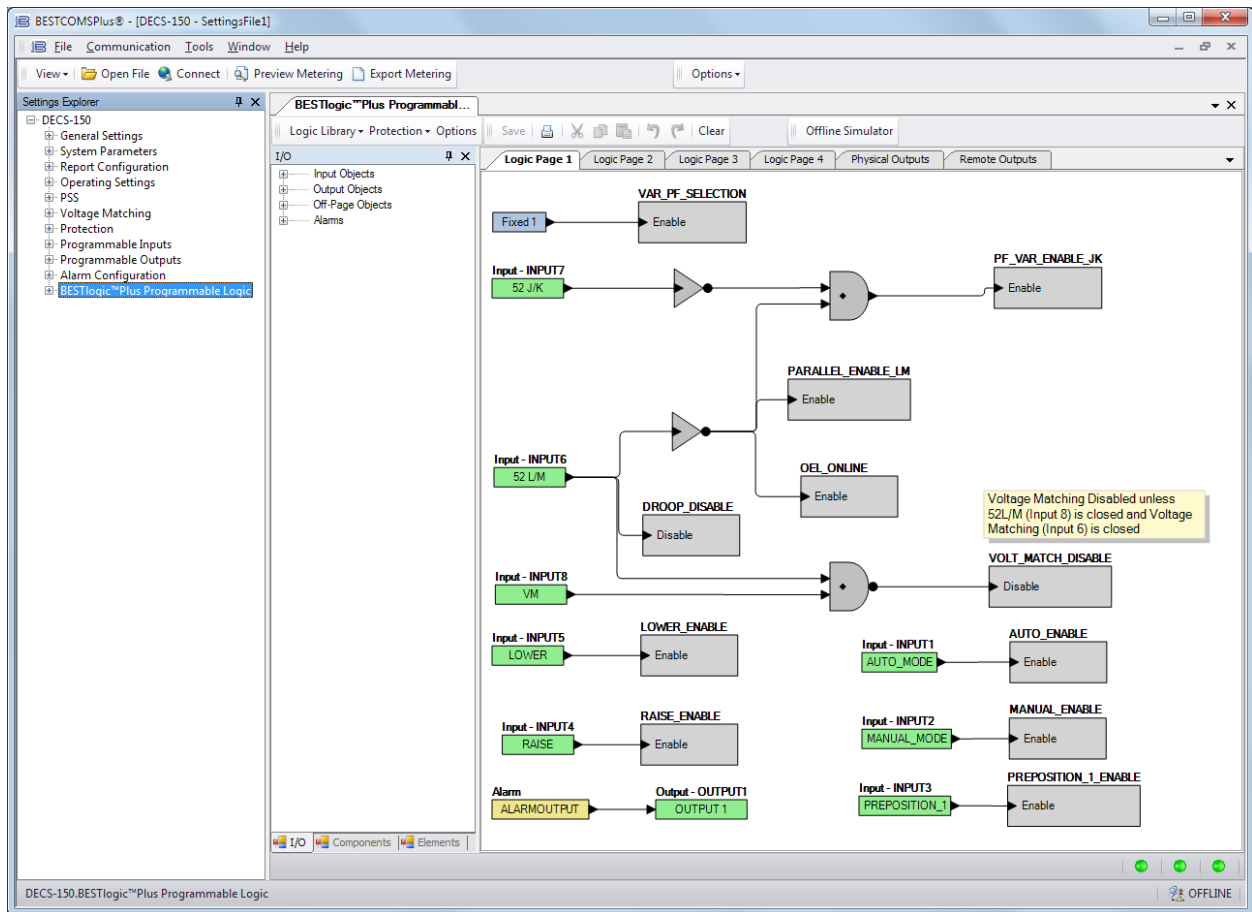 BESTCOMSPlus® - [DECS-150 - SettingsFile1]
File Communication Tools Window Help
View Open File Connect Preview Metering Export Metering Options
Settings Explorer
DECS-150
General Settings
System Parameters
Report Configuration
Operating Settings
PSS
Voltage Matching
Protection
Programmable Inputs
Programmable Outputs
Alarm Configuration
BESTlogic™Plus Programmable Logic
BESTlogic™Plus Programmabl...
Logic Library Protection Options Save Clear Offline Simulator
I/O
Input Objects
Output Objects
Off-Page Objects
Alarms
I/O Components Elements
Logic Page 1 Logic Page 2 Logic Page 3 Logic Page 4 Physical Outputs Remote Outputs
VAR_PF_SELECTION
Fixed 1
Enable
Input - INPUT7
52 J/K
PF_VAR_ENABLE_JK
Enable
PARALLEL_ENABLE_LM
Enable
Input - INPUT6
52 L/M
OEL_ONLINE
Enable
DROOP_DISABLE
Disable
Voltage Matching Disabled unless
52L/M (Input 8) is closed and Voltage
Matching (Input 6) is closed
VOLT_MATCH_DISABLE
Disable
Input - INPUT8
VM
Input - INPUT5
LOWER
LOWER_ENABLE
Enable
Input - INPUT1
AUTO_MODE
AUTO_ENABLE
Enable
Input - INPUT4
RAISE
RAISE_ENABLE
Enable
Input - INPUT2
MANUAL_MODE
MANUAL_ENABLE
Enable
Alarm
ALARMOUTPUT
Output - OUTPUT1
OUTPUT 1
Input - INPUT3
PREPOSITION_1
PREPOSITION_1_ENABLE
Enable
DECS-150.BESTlogic™Plus Programmable Logic
OFFLINE